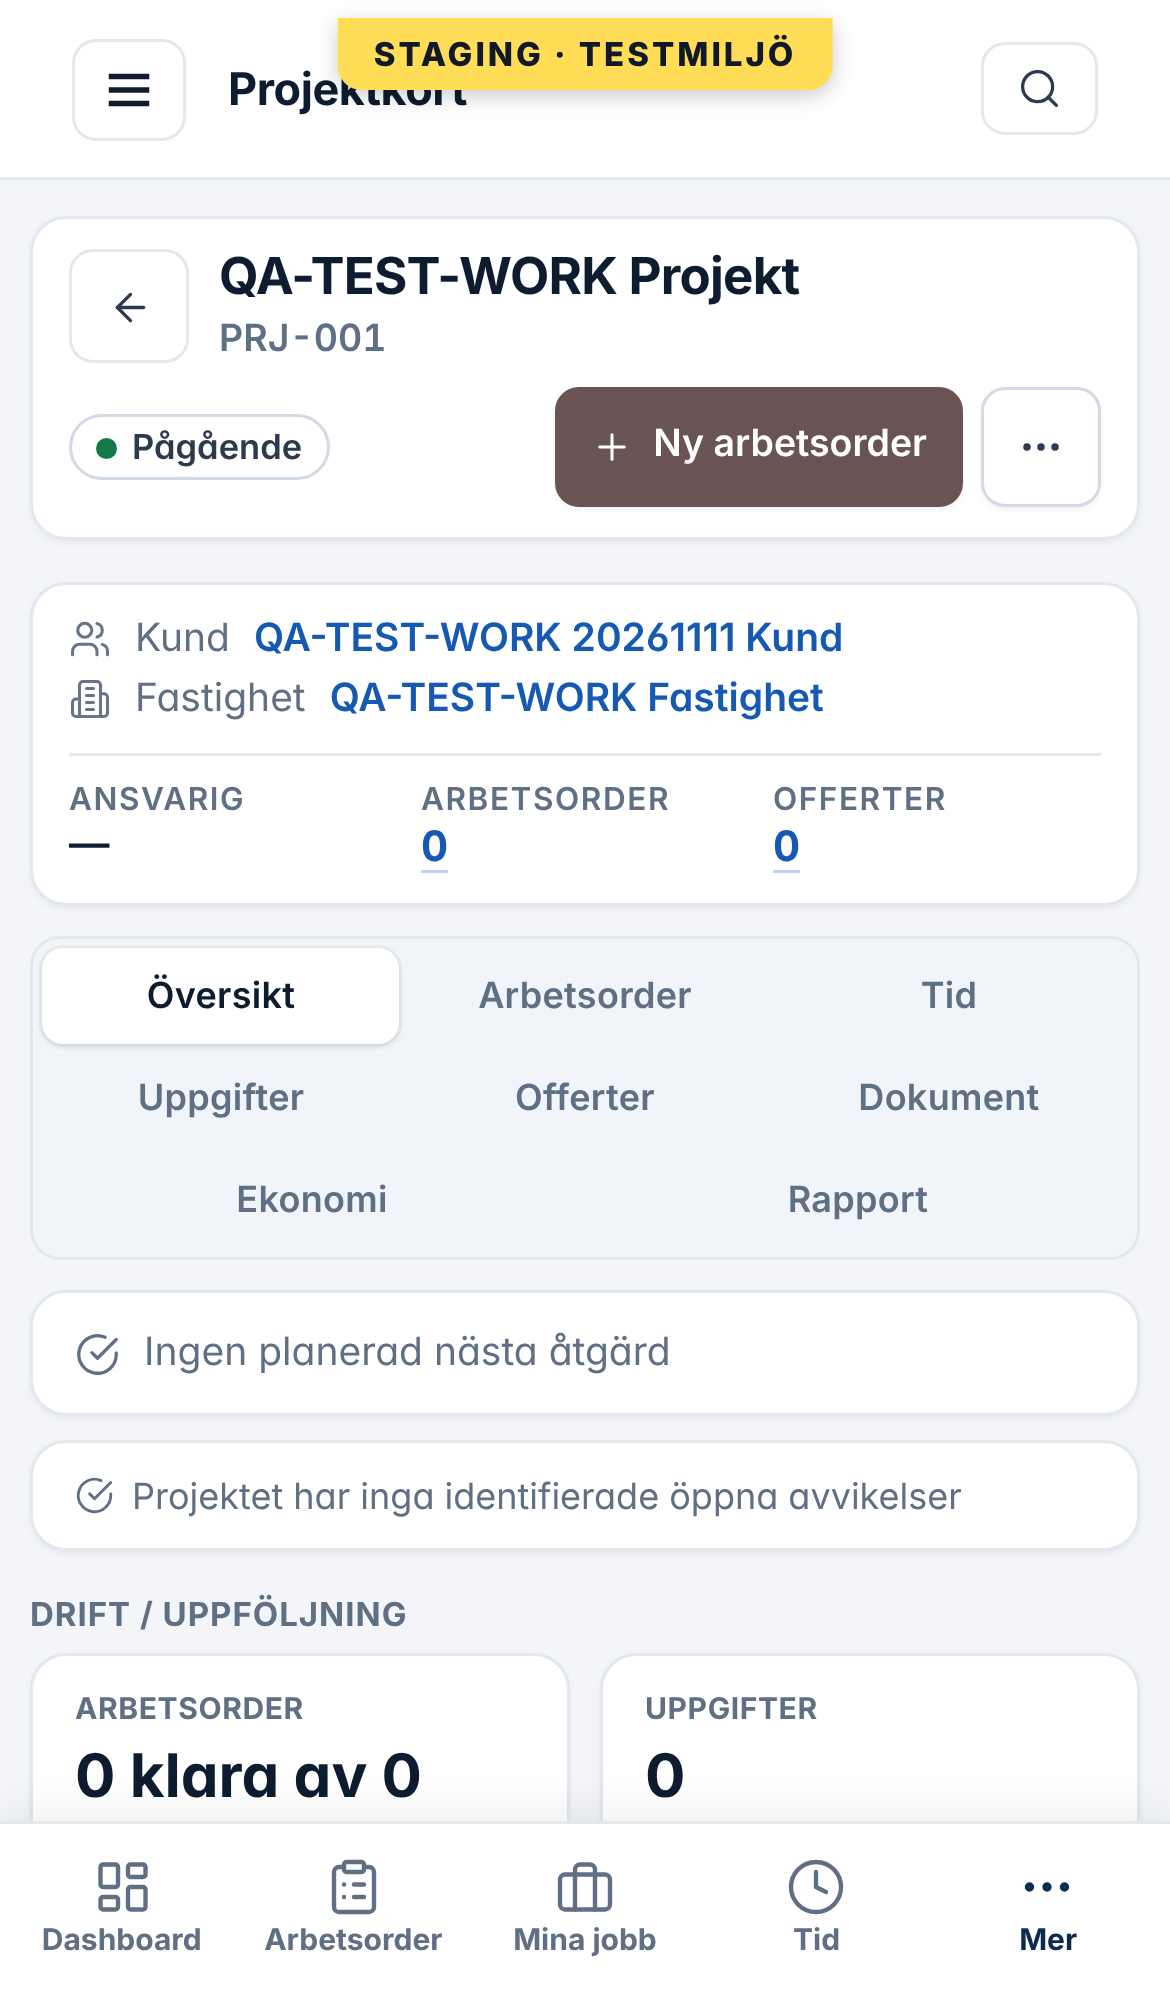 STAGING · TESTMILJÖ
Projektkort
QA-TEST-WORK Projekt
PRJ-001
Pågående
Ny arbetsorder
Kund QA-TEST-WORK 20261111 Kund
Fastighet QA-TEST-WORK Fastighet
ANSVARIG ARBETSORDER OFFERTER
— 0 0
Översikt Arbetsorder Tid
Uppgifter Offerter Dokument
Ekonomi Rapport
Ingen planerad nästa åtgärd
Projektet har inga identifierade öppna avvikelser
DRIFT / UPPFÖLJNING
ARBETSORDER UPPGIFTER
0 klara av 0 0
Dashboard Arbetsorder Mina jobb Tid Mer